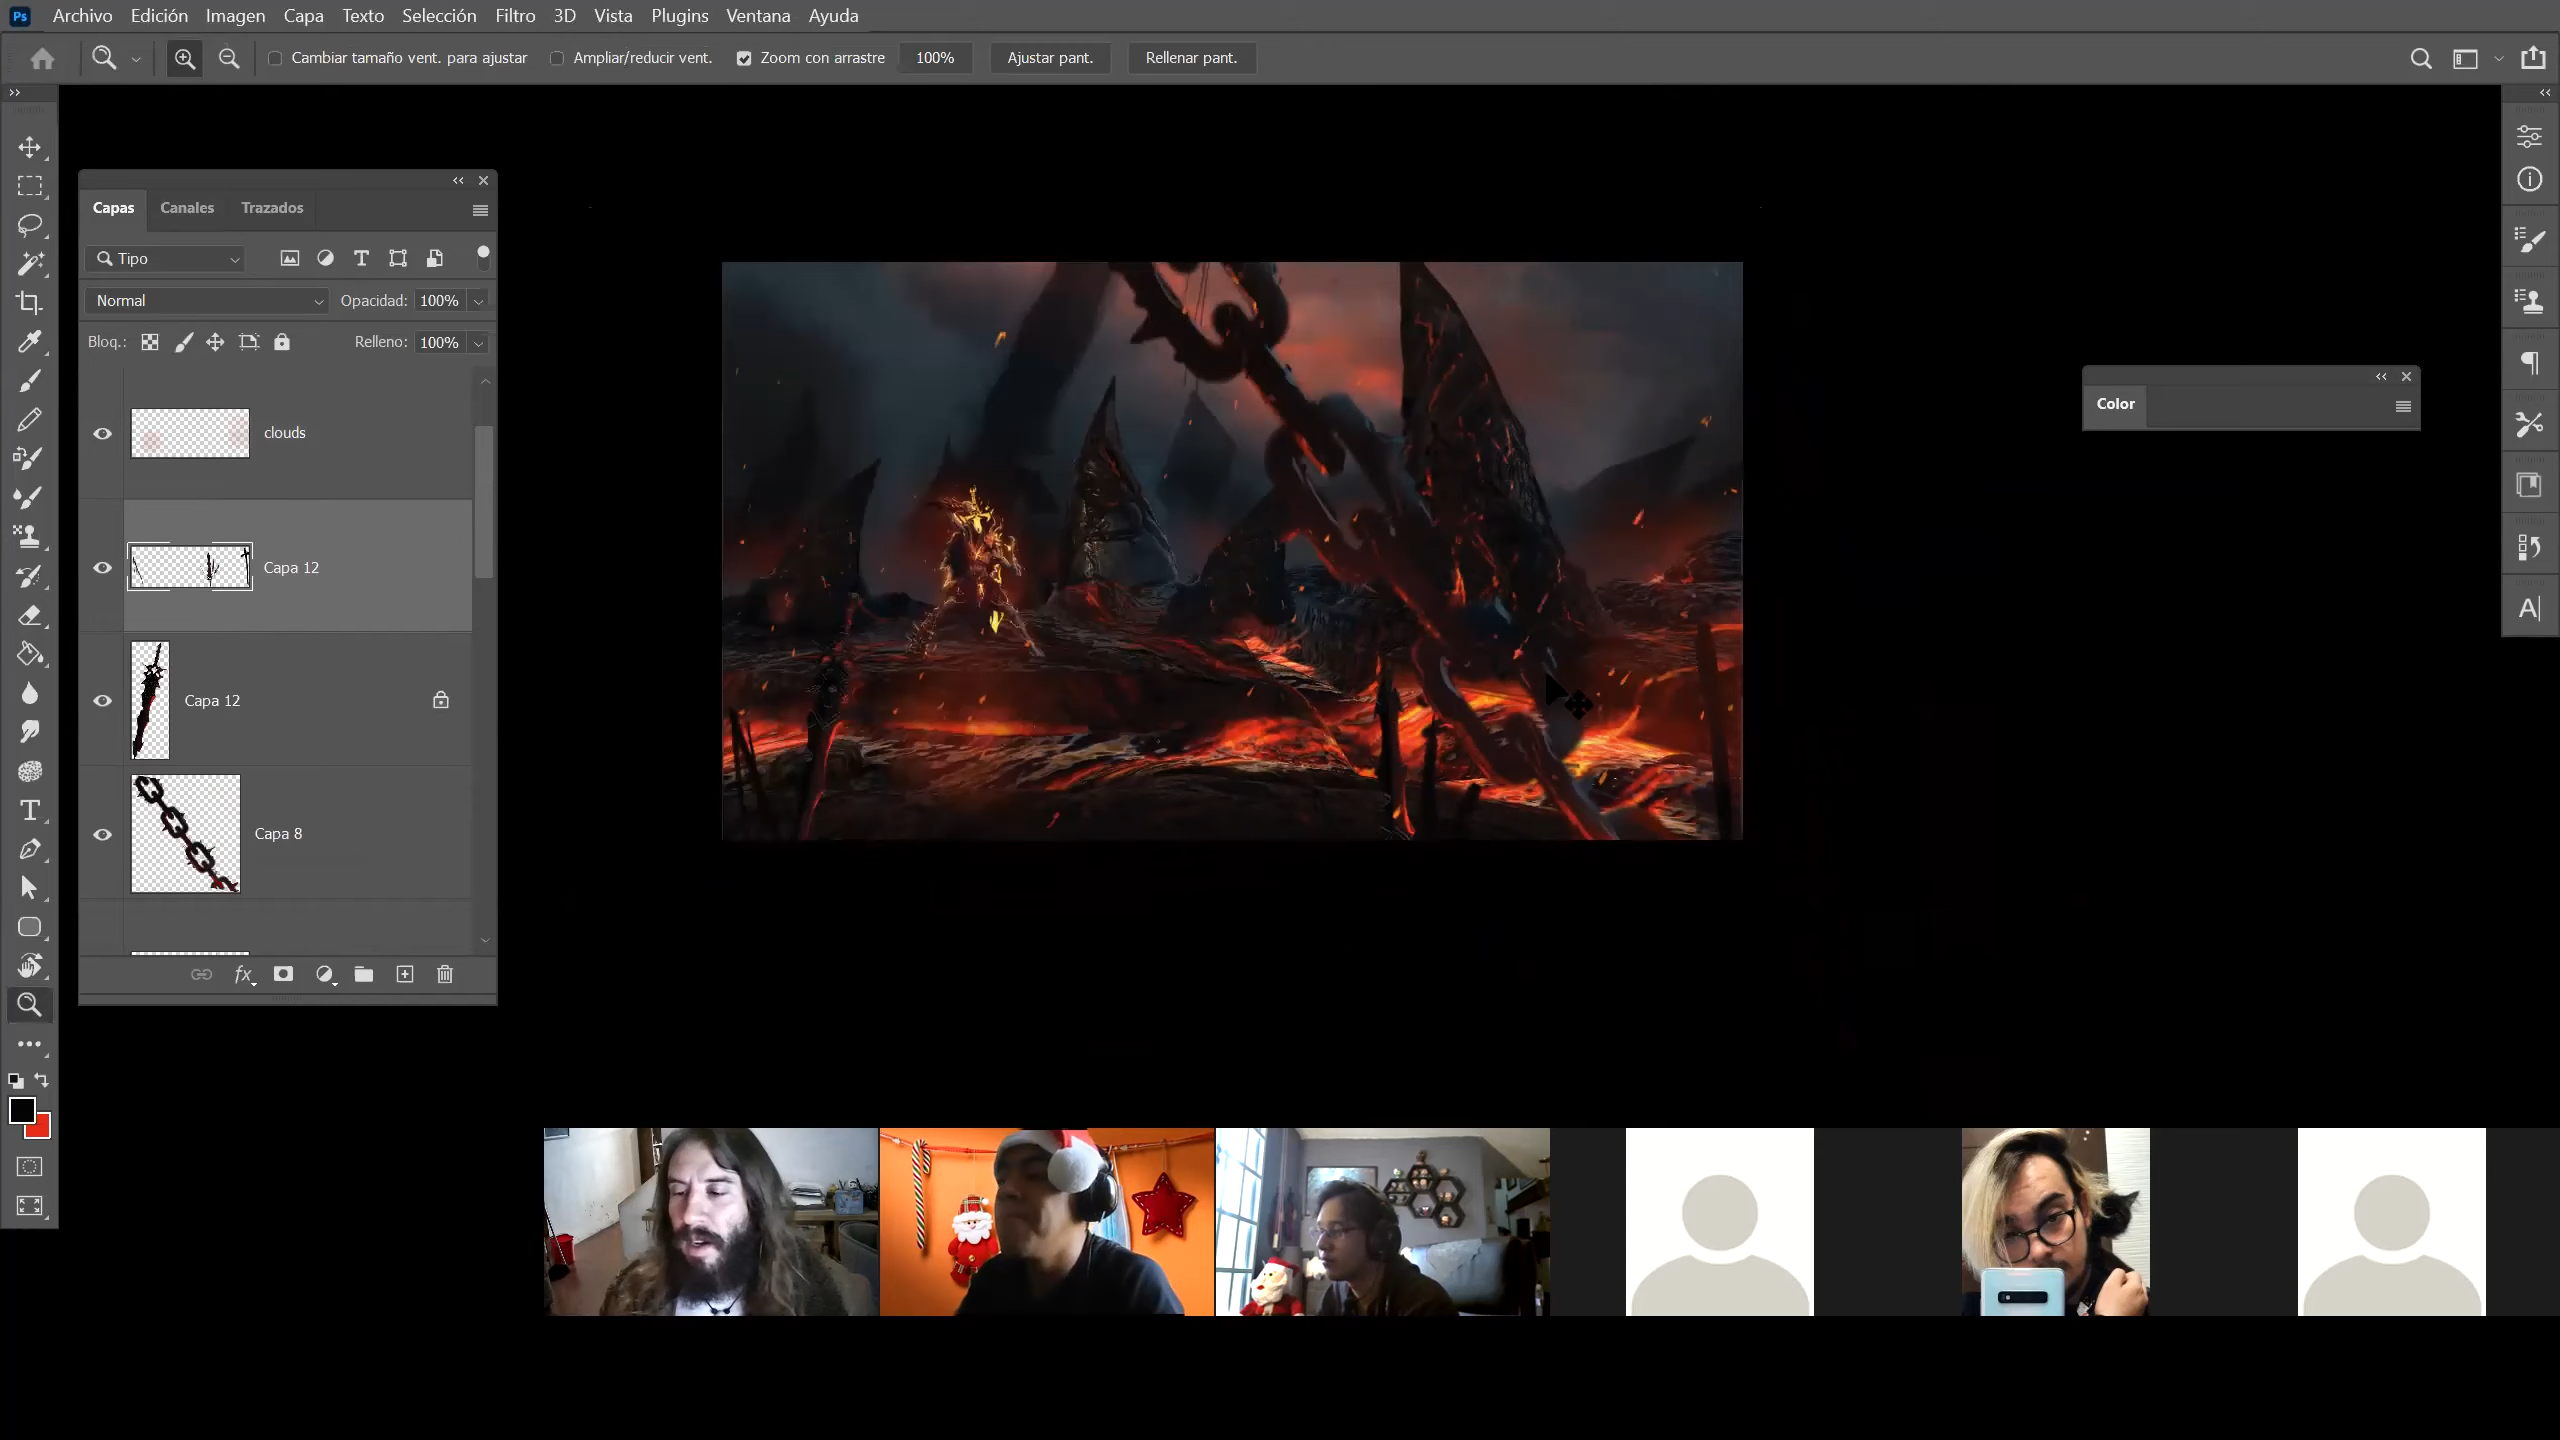 Ps Archivo Edición Imagen Capa Texto Selección Filtro 3D Vista Plugins Ventana Ayuda
Cambiar tamaño vent. para ajustar Ampliar/reducir vent. Zoom con arrastre 100% Ajustar pant. Rellenar pant.
Capas Canales Trazados
Tipo
Normal Opacidad: 100%
Bloq.: Relleno: 100%
clouds
Capa 12
Capa 12
Capa 8
fx
Color